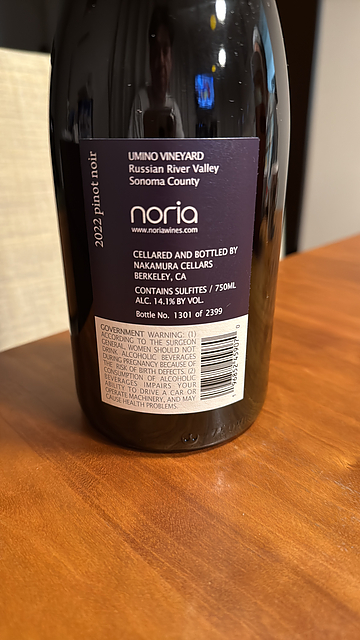 2022 pinot noir
UMINO VINEYARD
Russian River Valley
Sonoma County
noria
www.noriawines.com
CELLARED AND BOTTLED BY
NAKAMURA CELLARS
BERKELEY, CA
CONTAINS SULFITES / 750ML
ALC. 14.1% BY VOL.
Bottle No. 1301 of 2399
GOVERNMENT WARNING: (1)
ACCORDING TO THE SURGEON
GENERAL, WOMEN SHOULD NOT
DRINK ALCOHOLIC BEVERAGES
DURING PREGNANCY BECAUSE OF
THE RISK OF BIRTH DEFECTS. (2)
CONSUMPTION OF ALCOHOLIC
BEVERAGES IMPAIRS YOUR
ABILITY TO DRIVE A CAR OR
OPERATE MACHINERY, AND MAY
CAUSE HEALTH PROBLEMS.